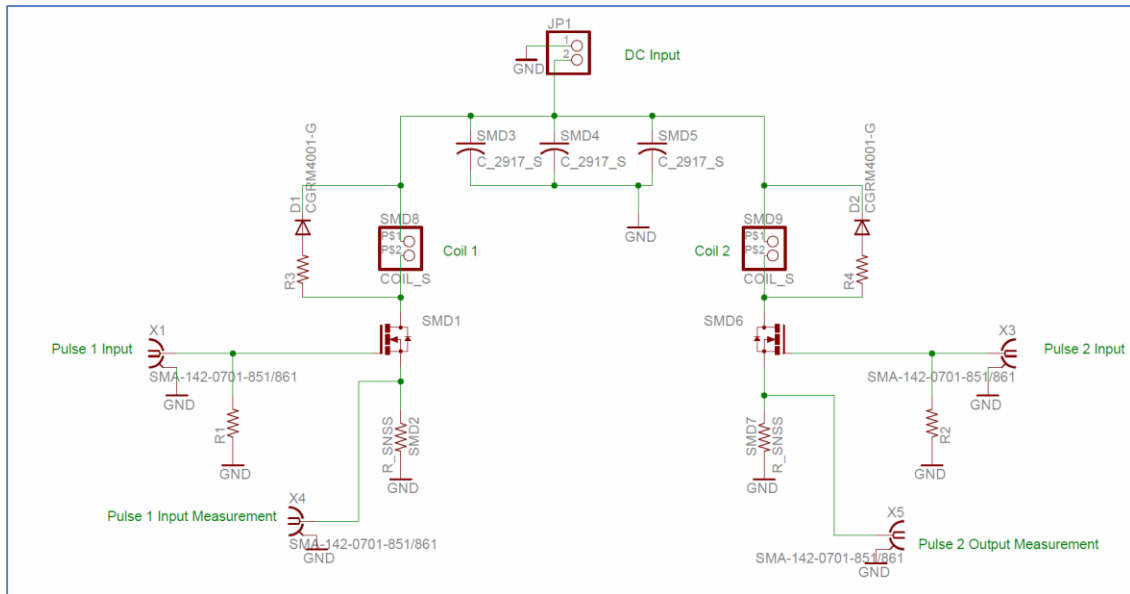 JP1
1
2
GND
DC Input
SMD3
C_2917_S
SMD4
C_2917_S
SMD5
C_2917_S
GND
D1
CGRM4001-G
R3
SMD8
P$1
P$2
COIL_S
Coil 1
Coil 2
SMD9
P$1
P$2
COIL_S
D2
CGRM4001-G
R4
SMD1
SMD6
Pulse 1 Input
X1
SMA-142-0701-851/861
GND
R1
GND
R_SNSS
SMD2
GND
X3
Pulse 2 Input
SMA-142-0701-851/861
GND
R2
GND
SMD7
R_SNSS
GND
Pulse 1 Input Measurement
X4
SMA-142-0701-851/861
GND
X5
Pulse 2 Output Measurement
SMA-142-0701-851/861
GND